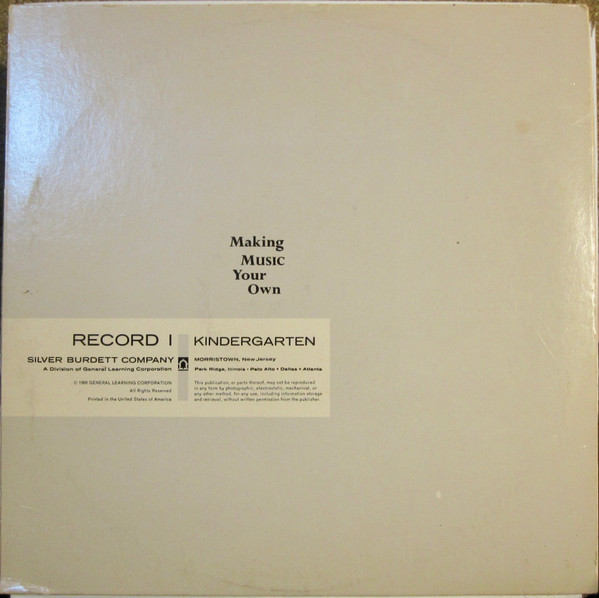 Making
Music
Your
Own
RECORD I
KINDERGARTEN
SILVER BURDETT COMPANY
A Division of General Learning Corporation
MORRISTOWN, New Jersey
Park Ridge, Illinois • Palo Alto • Dallas • Atlanta
GENERAL LEARNING CORPORATION
All Rights Reserved
Printed in the United States of America
This publication, or parts thereof, may not be reproduced
in any form by photographic, electrostatic, mechanical, or
any other method, for any use, including information storage
and retrieval, without written permission from the publisher.